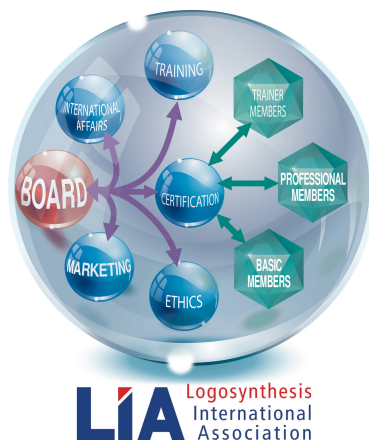 TRAINING
INTERNATIONAL
AFFAIRS
TRAINER
MEMBERS
BOARD
CERTIFICATION
PROFESSIONAL
MEMBERS
MARKETING
BASIC
MEMBERS
ETHICS
LiA
Logosynthesis
International
Association